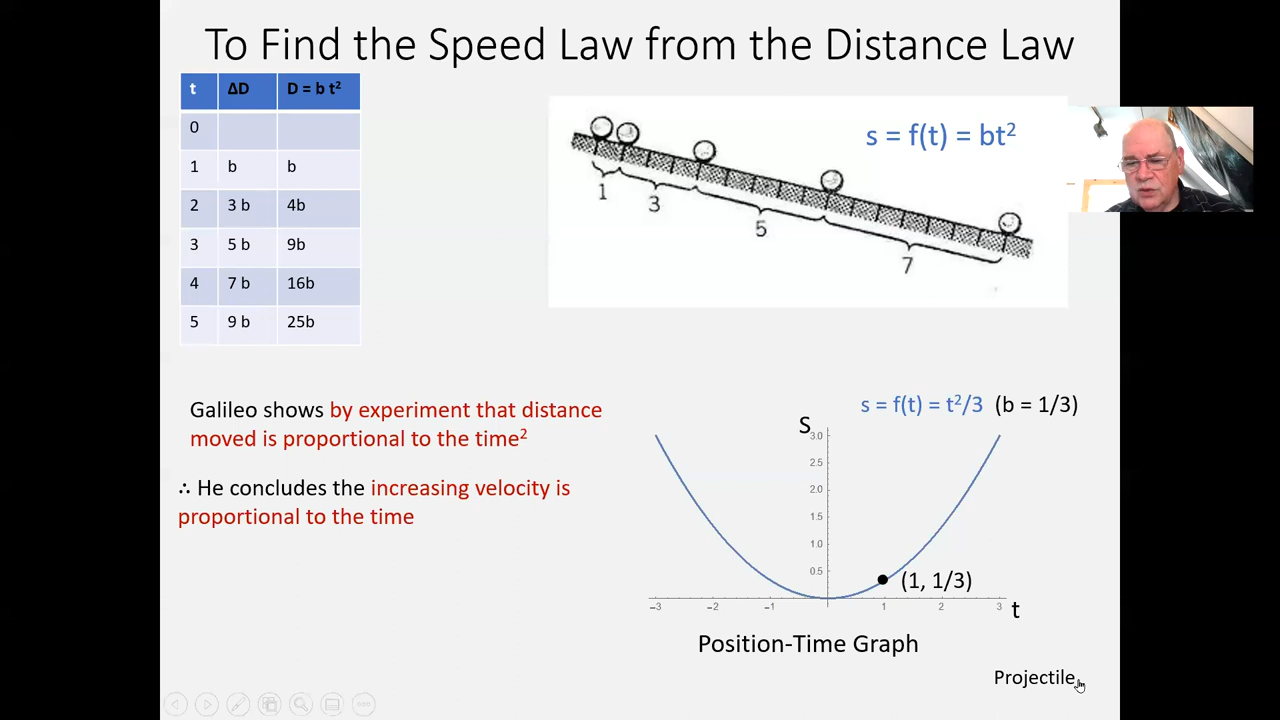 To Find the Speed Law from the Distance Law
t ΔD D = b t²
0
1 b b
2 3 b 4b
3 5 b 9b
4 7 b 16b
5 9 b 25b
s = f(t) = bt²
1
3
5
7
Galileo shows by experiment that distance
moved is proportional to the time²
∴ He concludes the increasing velocity is
proportional to the time
s = f(t) = t²/3 (b = 1/3)
S
3.0
2.5
2.0
1.5
1.0
0.5
(1, 1/3)
-3 -2 -1 1 2 3
t
Position-Time Graph
Projectile